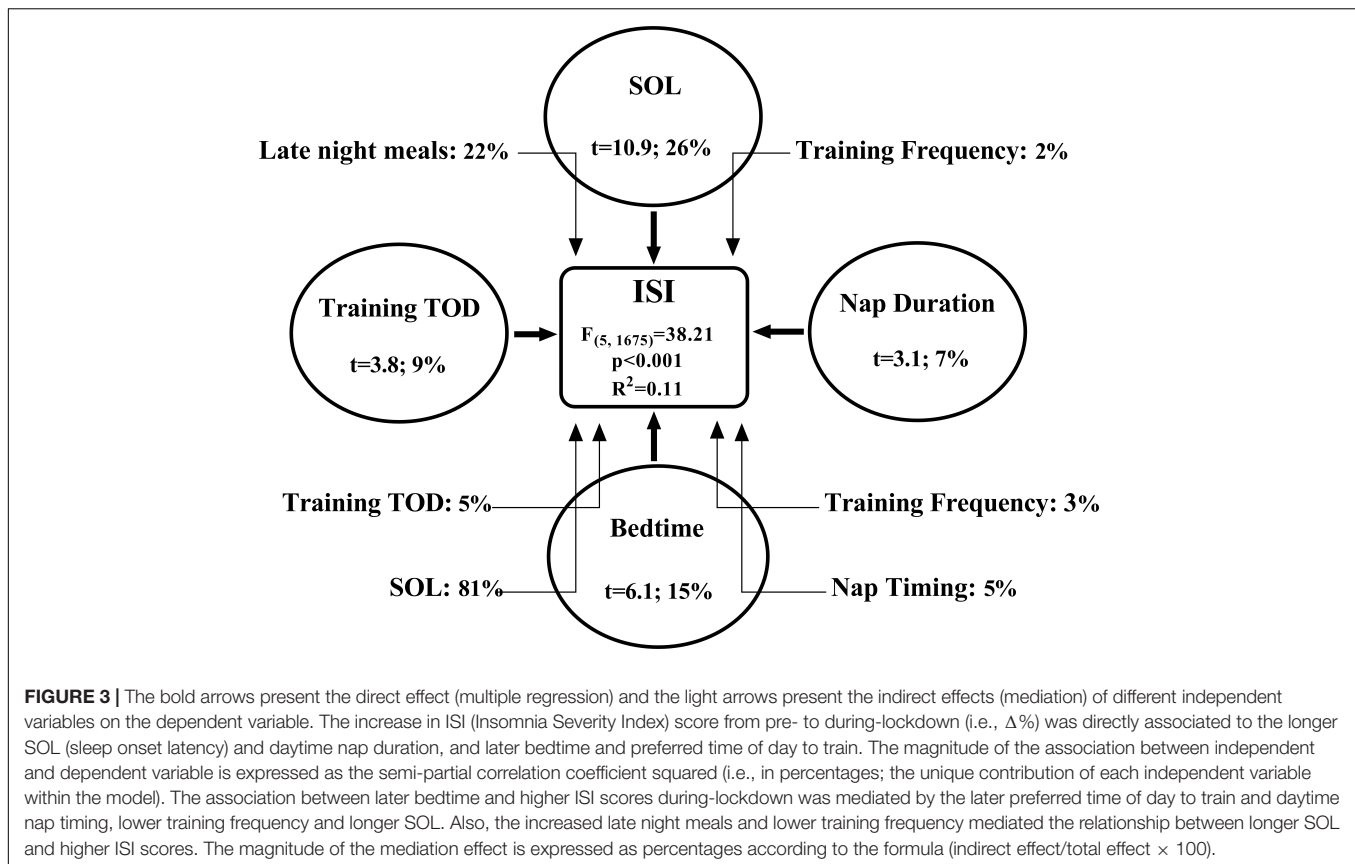 SOL
t=10.9; 26%
Late night meals: 22%
Training Frequency: 2%
Training TOD
t=3.8; 9%
ISI
F(5, 1675)=38.21
p<0.001
R²=0.11
Nap Duration
t=3.1; 7%
Training TOD: 5%
Training Frequency: 3%
Bedtime
t=6.1; 15%
SOL: 81%
Nap Timing: 5%
FIGURE 3 | The bold arrows present the direct effect (multiple regression) and the light arrows present the indirect effects (mediation) of different independent
variables on the dependent variable. The increase in ISI (Insomnia Severity Index) score from pre- to during-lockdown (i.e., Δ%) was directly associated to the longer
SOL (sleep onset latency) and daytime nap duration, and later bedtime and preferred time of day to train. The magnitude of the association between independent
and dependent variable is expressed as the semi-partial correlation coefficient squared (i.e., in percentages; the unique contribution of each independent variable
within the model). The association between later bedtime and higher ISI scores during-lockdown was mediated by the later preferred time of day to train and daytime
nap timing, lower training frequency and longer SOL. Also, the increased late night meals and lower training frequency mediated the relationship between longer SOL
and higher ISI scores. The magnitude of the mediation effect is expressed as percentages according to the formula (indirect effect/total effect × 100).